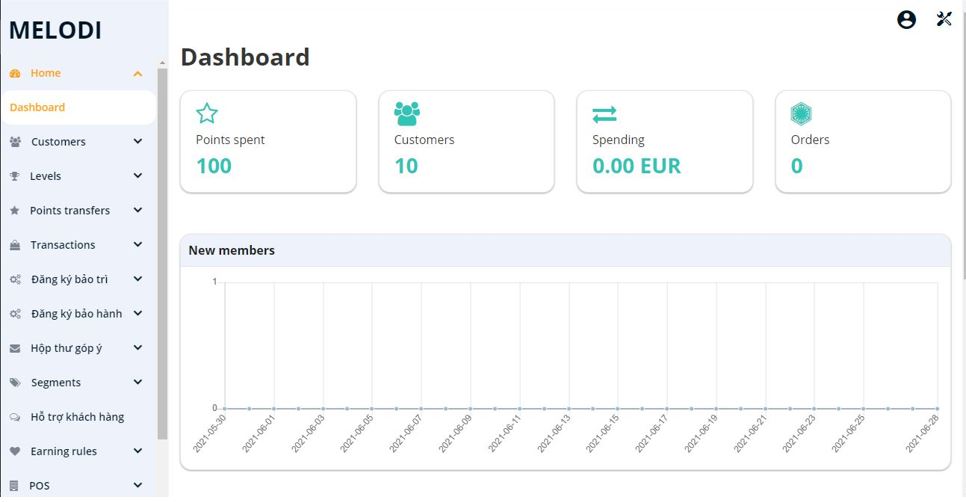 MELODI
Home
Dashboard
Customers
Levels
Points transfers
Transactions
Đăng ký bảo trì
Đăng ký bảo hành
Hộp thư góp ý
Segments
Hỗ trợ khách hàng
Earning rules
POS
Dashboard
Points spent
100
Customers
10
Spending
0.00 EUR
Orders
0
New members
1
0
2021-05-30
2021-06-01
2021-06-03
2021-06-05
2021-06-07
2021-06-09
2021-06-11
2021-06-13
2021-06-15
2021-06-17
2021-06-19
2021-06-21
2021-06-23
2021-06-25
2021-06-28